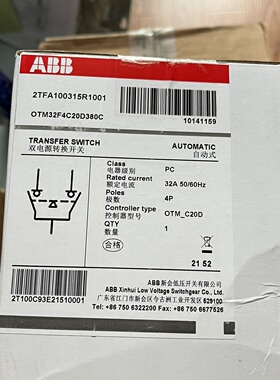 ABB
2TFA100315R1001
OTM32F4C20D380C
10141159
TRANSFER SWITCH
双电源转换开关
AUTOMATIC
自动式
Class
电器级别
PC
Rated current
额定电流
32A 50/60Hz
Poles
极数
4P
Controller type
控制器型号
OTM_C20D
QTY
数量
1
合格
21 52
2T100C93E21510001
ABB新会低压开关有限公司
ABB Xinhui Low Voltage Switchgear Co., Ltd.
广东省江门市新会区今古洲工业开发区 529100
Tel: +86 750 6322200 Fax: +86 750 6677526